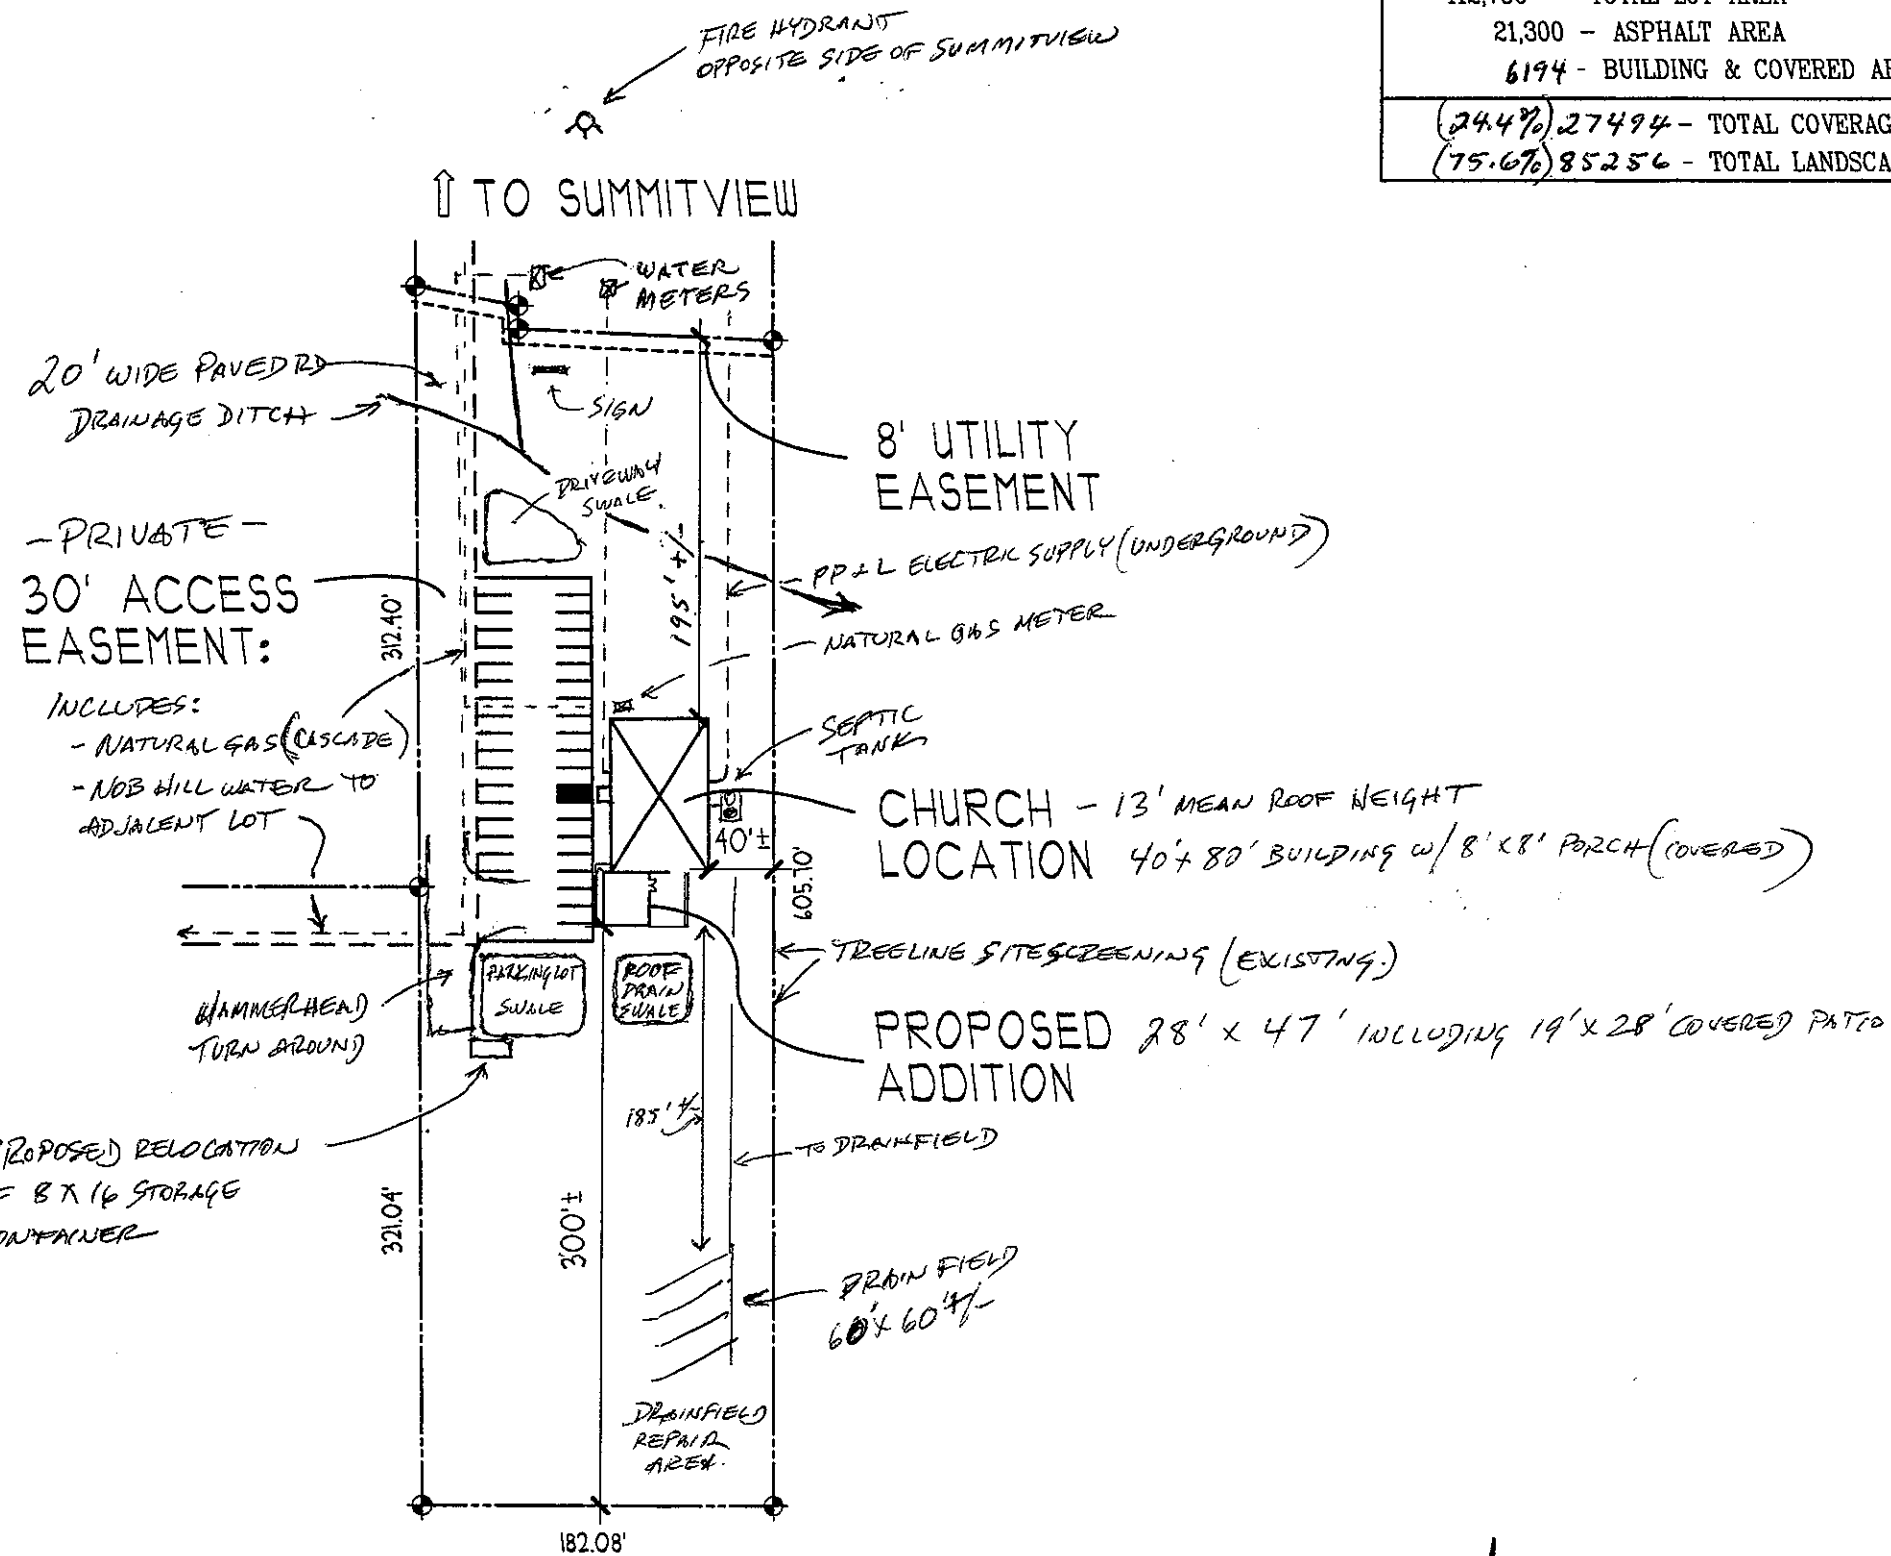 FIRE HYDRANT
OPPOSITE SIDE OF SUMMITVIEW
21,300 - ASPHALT AREA
6194 - BUILDING & COVERED
(24.4%) 27494 - TOTAL COVERAG
(75.6%) 85256 - TOTAL LANDSCA
⇧ TO SUMMITVIEW
WATER
METERS
20' WIDE PAVED RD
DRAINAGE DITCH
SIGN
8' UTILITY
EASEMENT
DRIVEWAY
SWALE
- PRIVATE -
30' ACCESS
EASEMENT:
312.40'
195' +-
PP&L ELECTRIC SUPPLY (UNDERGROUND)
NATURAL GAS METER
INCLUDES:
- NATURAL GAS (CASCADE)
- NOB HILL WATER TO
ADJACENT LOT
SEPTIC
TANK
CHURCH - 13' MEAN ROOF HEIGHT
LOCATION 40' x 80' BUILDING W/ 8' x 8' PORCH (COVERED)
40'±
605.70'
TREELINE SITESCREENING (EXISTING.)
PARKING LOT
SWALE
ROOF
DRAIN
SWALE
HAMMERHEAD
TURN AROUND
PROPOSED 28' x 47' INCLUDING 19' x 28' COVERED PATIO
ADDITION
185' +/-
TO DRAINFIELD
ROPOSED RELOCATION
8 X 16 STORAGE
ONTAINER
321.04'
300'±
DRAIN FIELD
60' x 60' +/-
DRAINFIELD
REPAIR
AREA.
182.08'